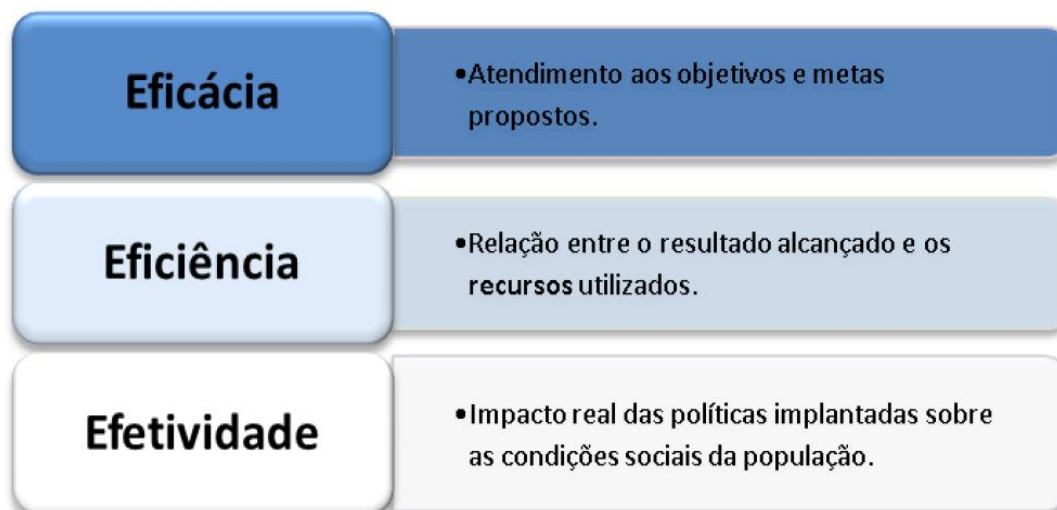 Eficácia
•Atendimento aos objetivos e metas
propostos.
Eficiência
•Relação entre o resultado alcançado e os
recursos utilizados.
Efetividade
•Impacto real das políticas implantadas sobre
as condições sociais da população.